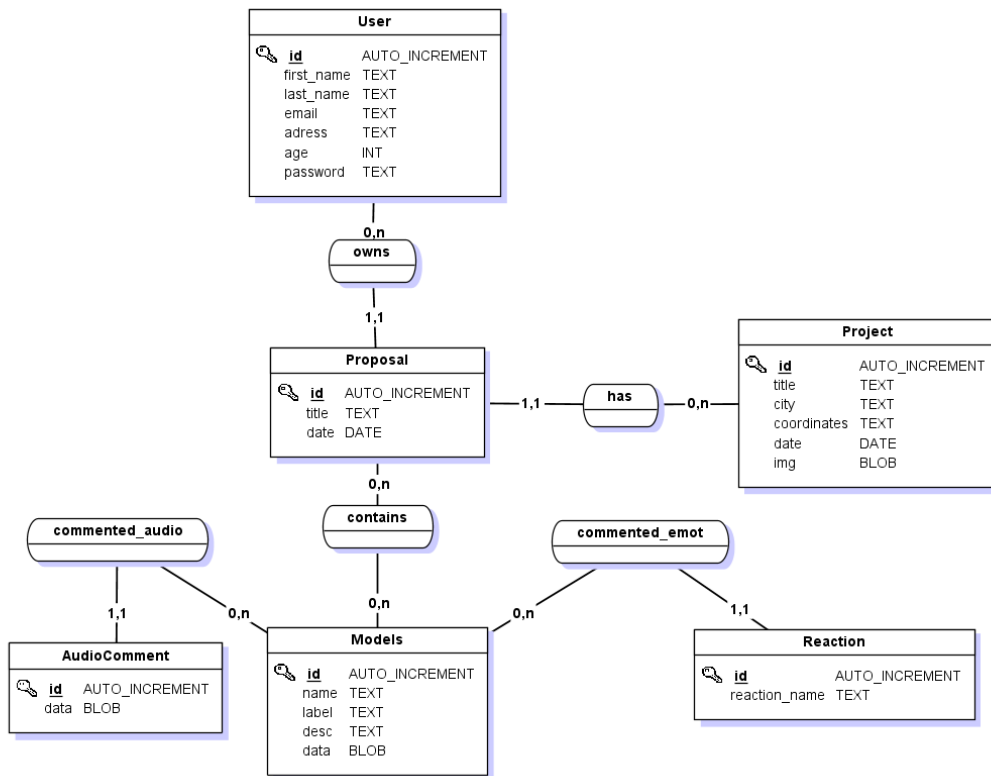 User
id AUTO_INCREMENT
first_name TEXT
last_name TEXT
email TEXT
adress TEXT
age INT
password TEXT
0,n
owns
1,1
Proposal
id AUTO_INCREMENT
title TEXT
date DATE
1,1
has
0,n
Project
id AUTO_INCREMENT
title TEXT
city TEXT
coordinates TEXT
date DATE
img BLOB
0,n
contains
0,n
commented_audio
1,1
0,n
commented_emot
0,n
1,1
AudioComment
id AUTO_INCREMENT
data BLOB
Models
id AUTO_INCREMENT
name TEXT
label TEXT
desc TEXT
data BLOB
Reaction
id AUTO_INCREMENT
reaction_name TEXT